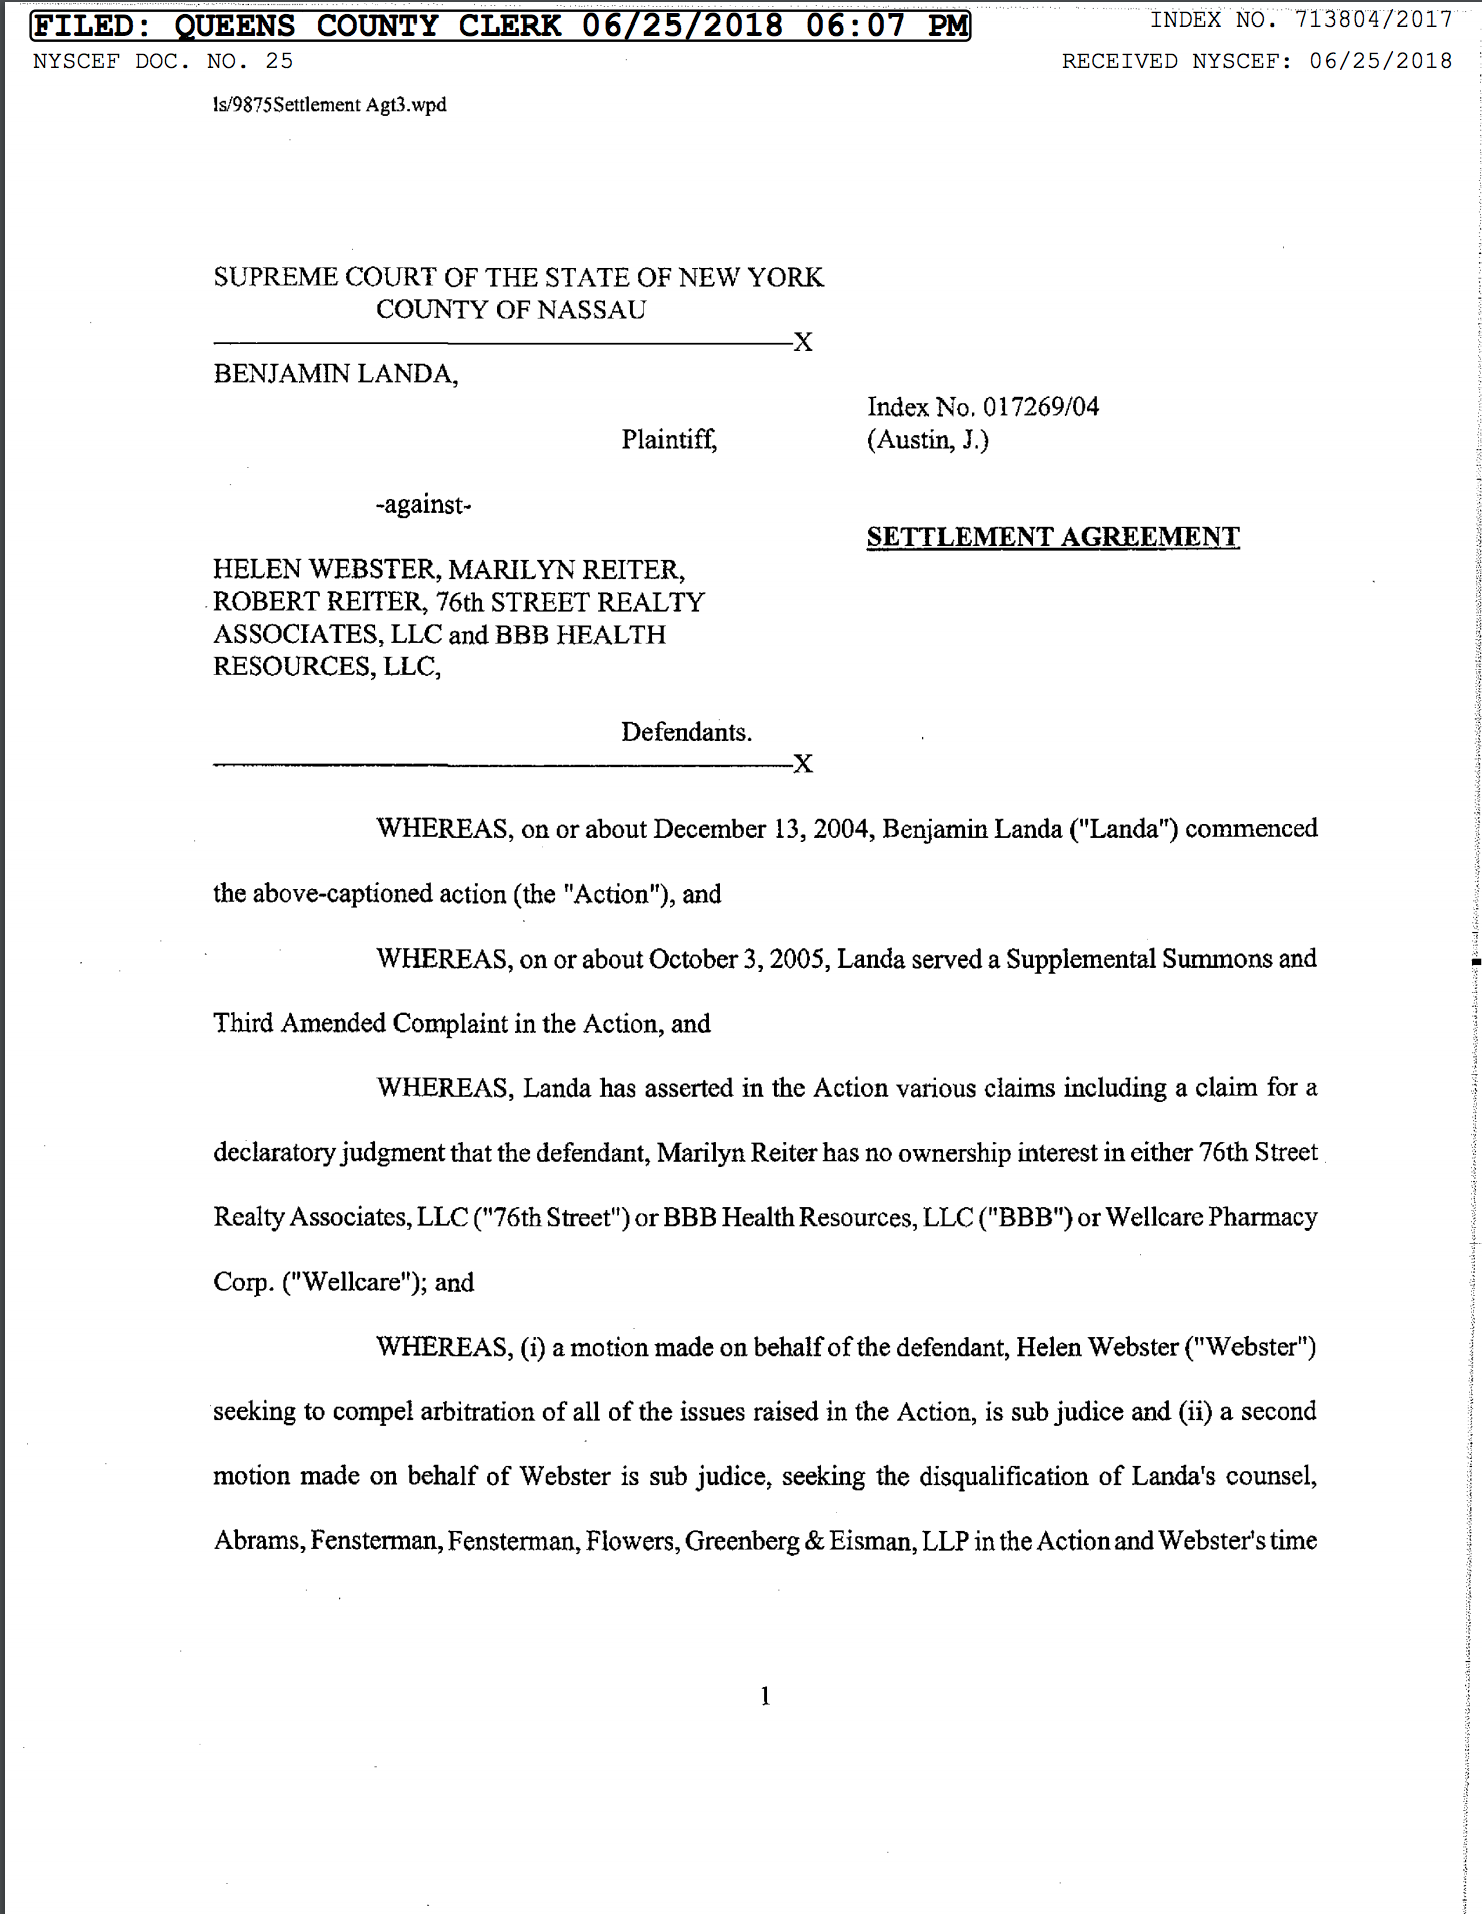 FILED: QUEENS COUNTY CLERK 06/25/2018 06:07 PM
INDEX NO. 713804/2017
NYSCEF DOC. NO. 25
RECEIVED NYSCEF: 06/25/2018
ls/9875Settlement Agt3.wpd
SUPREME COURT OF THE STATE OF NEW YORK
COUNTY OF NASSAU
X
BENJAMIN LANDA,
Index No. 017269/04
Plaintiff,
(Austin, J.)
-against-
SETTLEMENT AGREEMENT
HELEN WEBSTER, MARILYN REITER,
ROBERT REITER, 76th STREET REALTY
ASSOCIATES, LLC and BBB HEALTH
RESOURCES, LLC,
Defendants.
X
WHEREAS, on or about December 13, 2004, Benjamin Landa ("Landa") commenced
the above-captioned action (the "Action"), and
WHEREAS, on or about October 3, 2005, Landa served a Supplemental Summons and
Third Amended Complaint in the Action, and
WHEREAS, Landa has asserted in the Action various claims including a claim for a
declaratory judgment that the defendant, Marilyn Reiter has no ownership interest in either 76th Street
Realty Associates, LLC ("76th Street") or BBB Health Resources, LLC ("BBB") or Wellcare Pharmacy
Corp. ("Wellcare"); and
WHEREAS, (i) a motion made on behalf of the defendant, Helen Webster ("Webster")
seeking to compel arbitration of all of the issues raised in the Action, is sub judice and (ii) a second
motion made on behalf of Webster is sub judice, seeking the disqualification of Landa's counsel,
Abrams, Fensterman, Fensterman, Flowers, Greenberg & Eisman, LLP in the Action and Webster's time
1